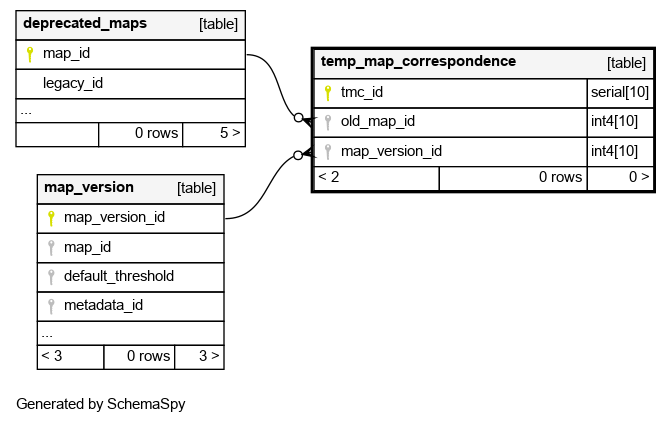 deprecated_maps [table]
map_id
legacy_id
...
0 rows 5 >
temp_map_correspondence [table]
tmc_id serial[10]
old_map_id int4[10]
map_version_id int4[10]
< 2 0 rows 0 >
map_version [table]
map_version_id
map_id
default_threshold
metadata_id
...
< 3 0 rows 3 >
Generated by SchemaSpy